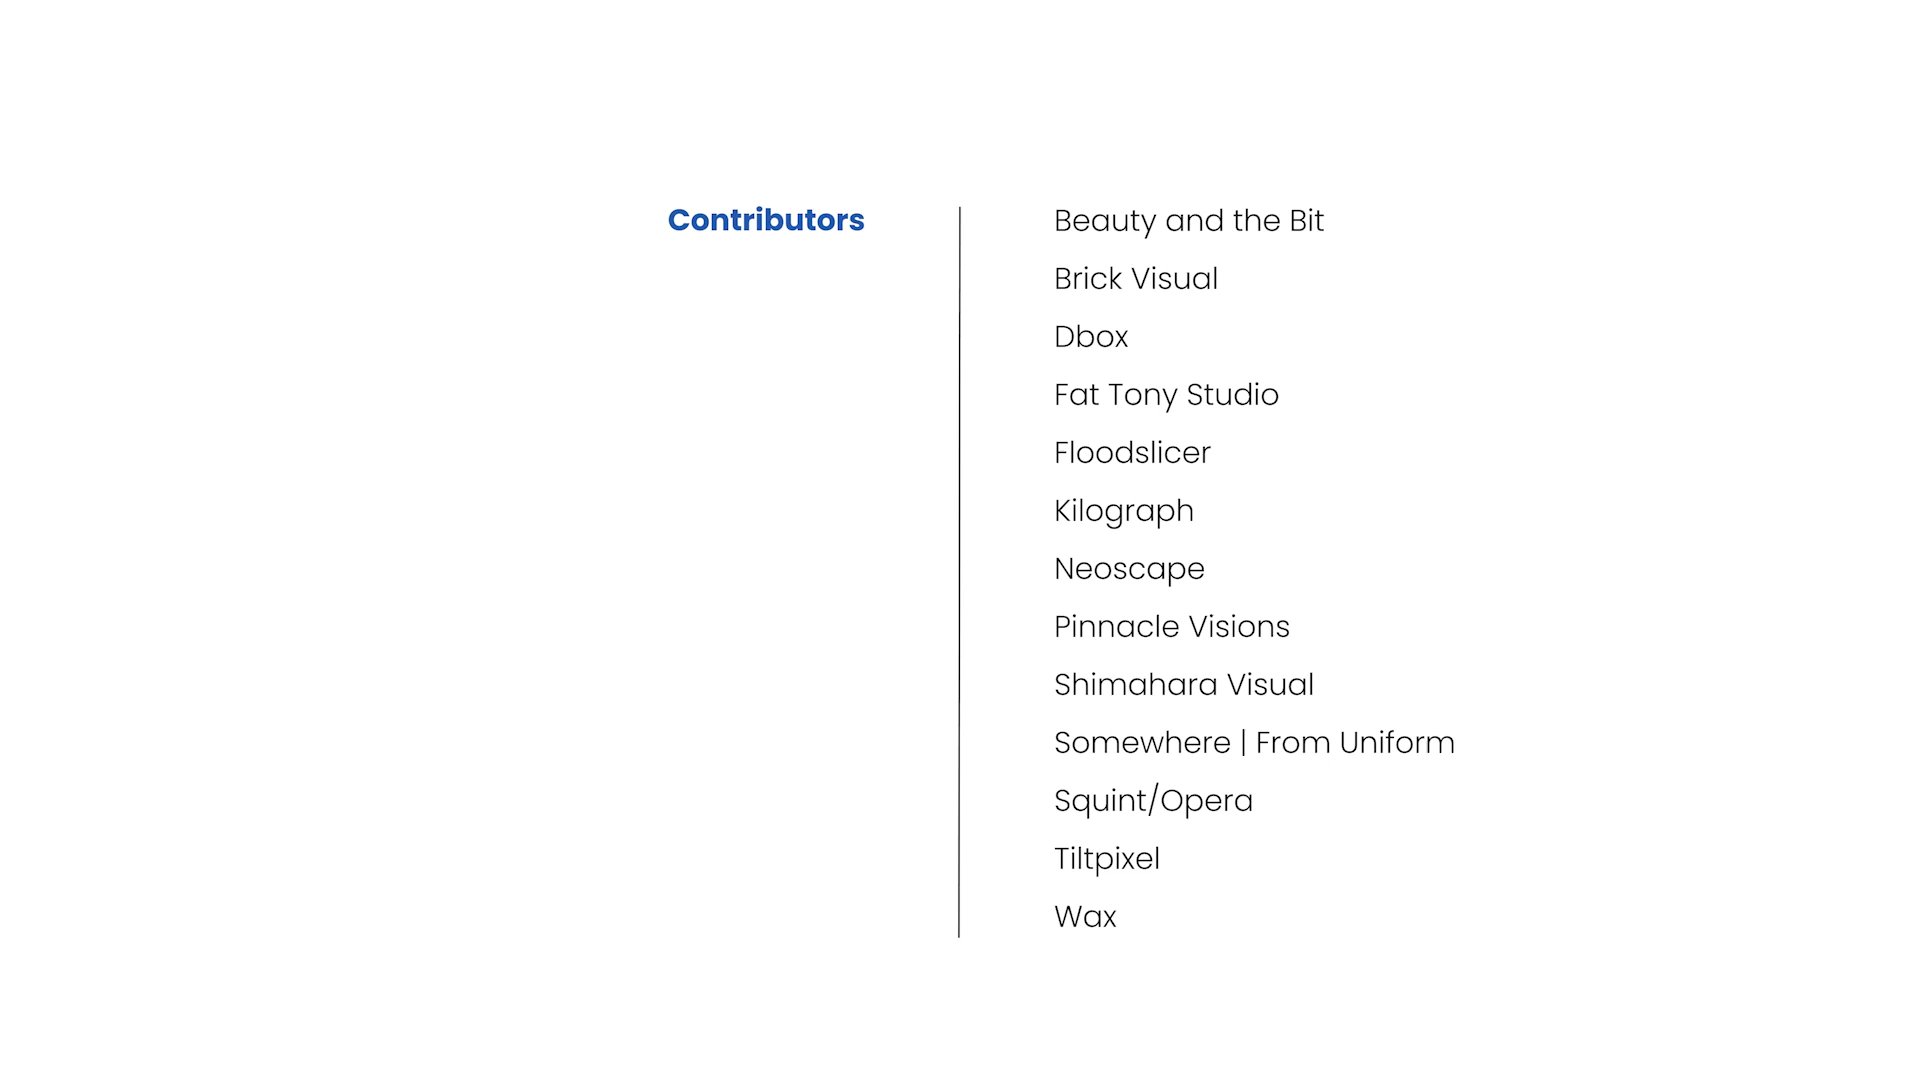 Contributors
Beauty and the Bit
Brick Visual
Dbox
Fat Tony Studio
Floodslicer
Kilograph
Neoscape
Pinnacle Visions
Shimahara Visual
Somewhere | From Uniform
Squint/Opera
Tiltpixel
Wax